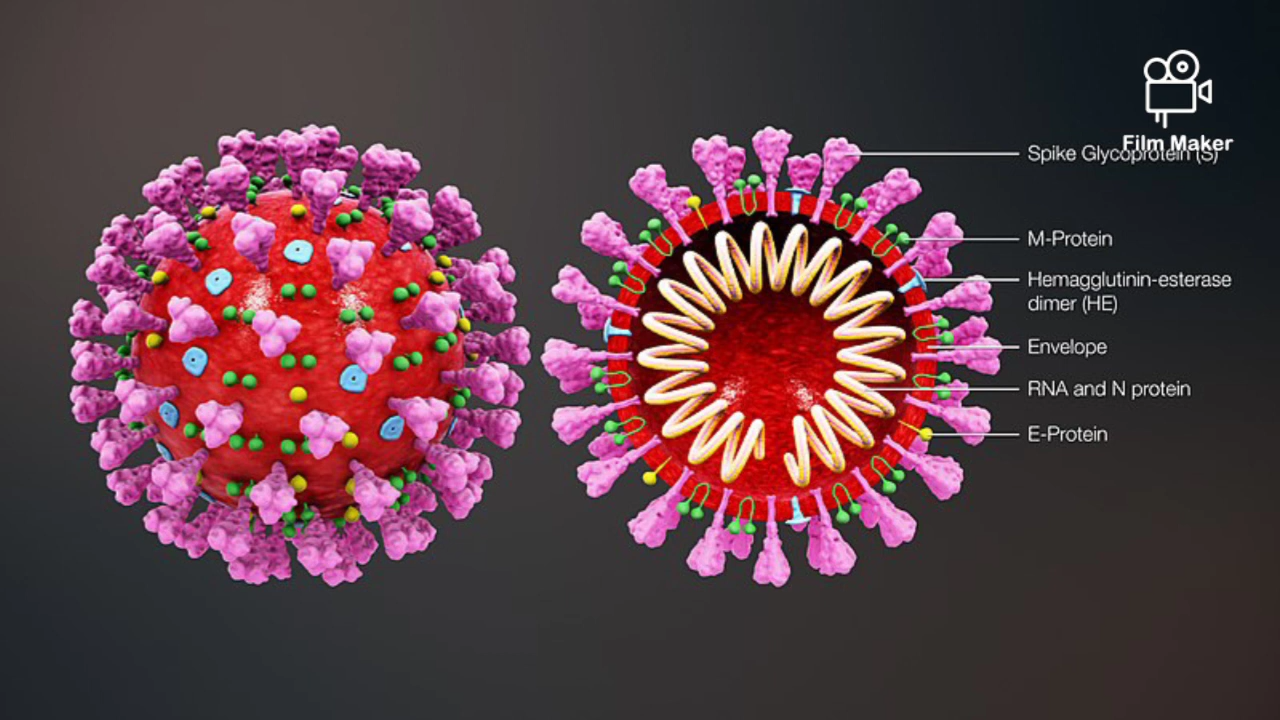 Film Maker
Spike Glycoprotein (S)
M-Protein
Hemagglutinin-esterase
dimer (HE)
Envelope
RNA and N protein
E-Protein